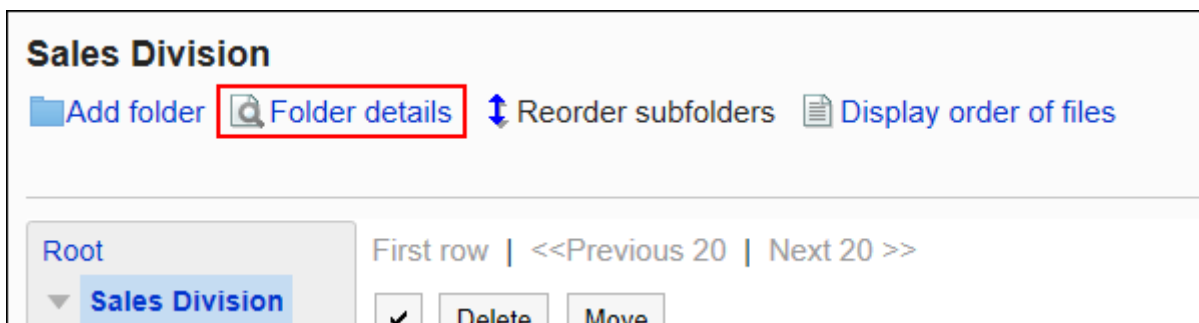 Sales Division
Add folder Folder details Reorder subfolders Display order of files
Root
First row | <<Previous 20 | Next 20 >>
Sales Division
Delete Move